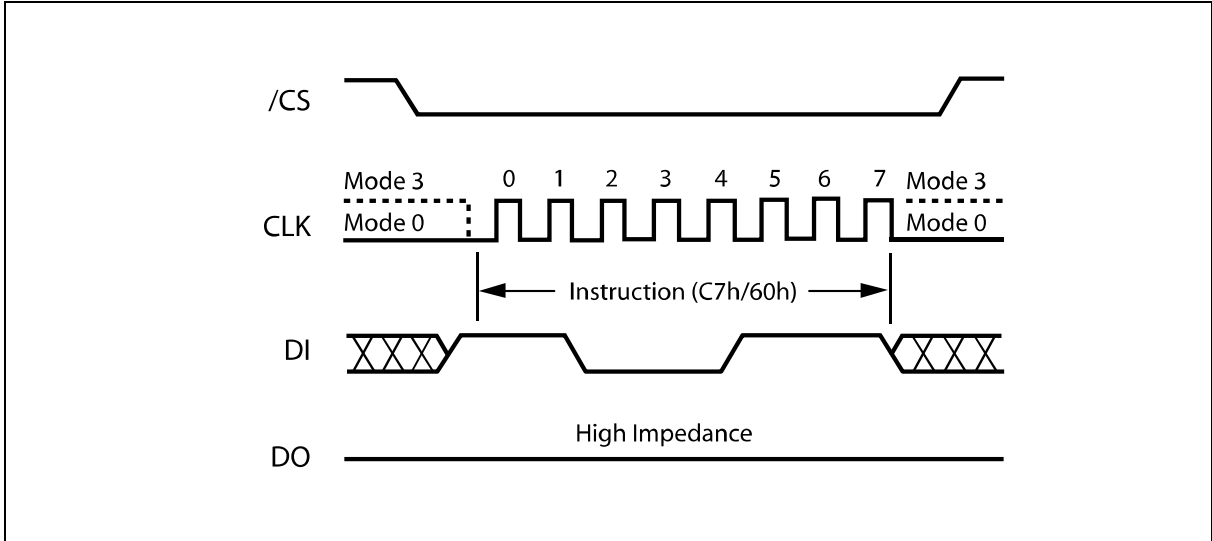 /CS
Mode 3 0 1 2 3 4 5 6 7 Mode 3
CLK Mode 0 Mode 0
Instruction (C7h/60h)
DI
High Impedance
DO